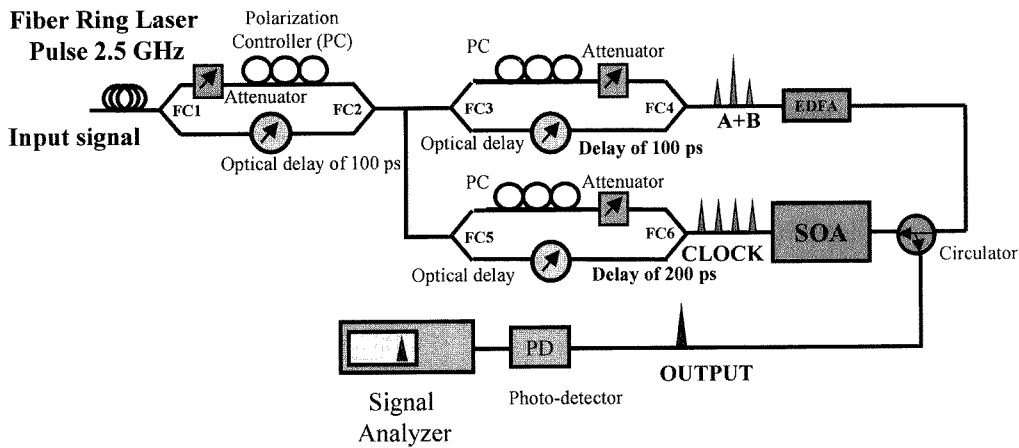 Fiber Ring Laser
Pulse 2.5 GHz
Polarization
Controller (PC)
FC1
Attenuator
FC2
Input signal
Optical delay of 100 ps
PC
Attenuator
FC3
FC4
A+B
EDFA
Optical delay
Delay of 100 ps
PC
Attenuator
FC5
FC6
CLOCK
SOA
Circulator
Optical delay
Delay of 200 ps
PD
OUTPUT
Signal
Analyzer
Photo-detector